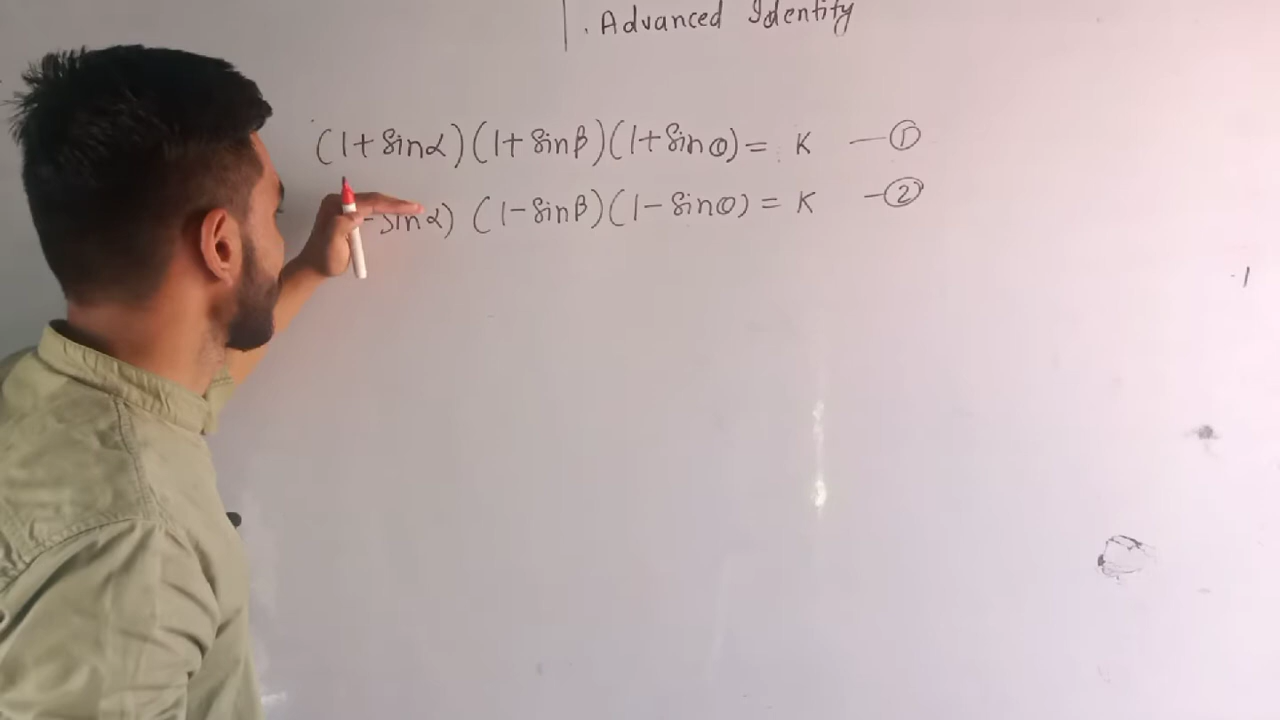 1. Advanced Identity
(1+ Sinα)(1+ Sinβ)(1+Sinθ)= K —①
-Sinα) (1-Sinβ)(1-Sinθ)= K -②